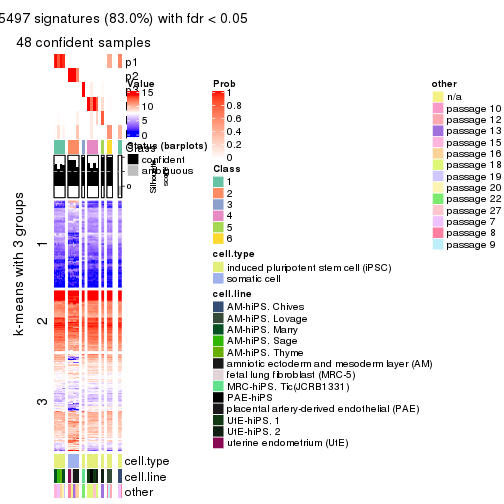 5497 signatures (83.0%) with fdr < 0.05
48 confident samples
p1
p2
Value
15
10
5
0
Class
Status (barplots)
confident
ambiguous
0
Silhouette
score
k-means with 3 groups
1
2
3
cell.type
cell.line
other
Prob
1
0.8
0.6
0.4
0.2
0
Class
1
2
3
4
5
6
cell.type
induced pluripotent stem cell (iPSC)
somatic cell
cell.line
AM-hiPS. Chives
AM-hiPS. Lovage
AM-hiPS. Marry
AM-hiPS. Sage
AM-hiPS. Thyme
amniotic ectoderm and mesoderm layer (AM)
fetal lung fibroblast (MRC-5)
MRC-hiPS. Tic(JCRB1331)
PAE-hiPS
placental artery-derived endothelial (PAE)
UtE-hiPS. 1
UtE-hiPS. 2
uterine endometrium (UtE)
other
n/a
passage 10
passage 12
passage 13
passage 15
passage 16
passage 18
passage 19
passage 20
passage 22
passage 27
passage 7
passage 8
passage 9